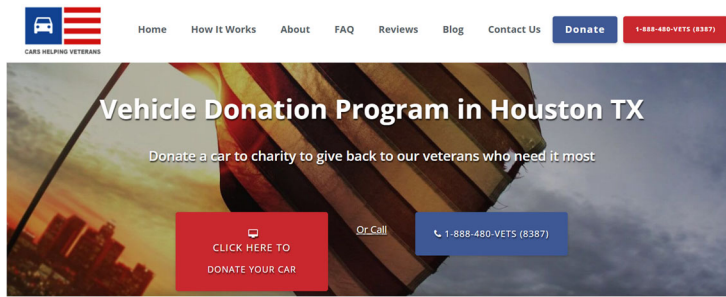 Home How It Works About FAQ Reviews Blog Contact Us Donate 1-888-480-VETS (8387)
CARS HELPING VETERANS
Vehicle Donation Program in Houston TX
Donate a car to charity to give back to our veterans who need it most
CLICK HERE TO
DONATE YOUR CAR
Or Call
1-888-480-VETS (8387)